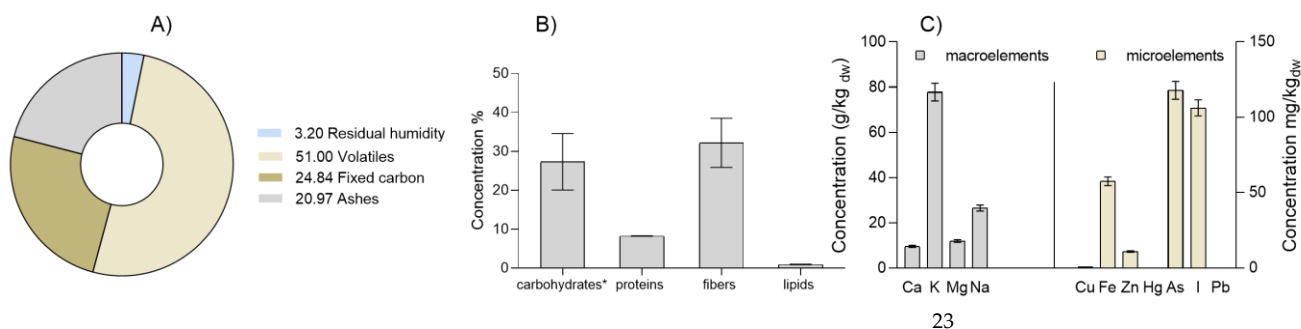 A)
3.20 Residual humidity
51.00 Volatiles
24.84 Fixed carbon
20.97 Ashes
B)
Concentration %
50
40
30
20
10
0
carbohydrates* proteins fibers lipids
C)
macroelements microelements
Concentration (g/kg dw)
100
80
60
40
20
0
Ca K Mg Na
Cu Fe Zn Hg As I Pb
150
100
50
0
Concentration mg/kgdw
23